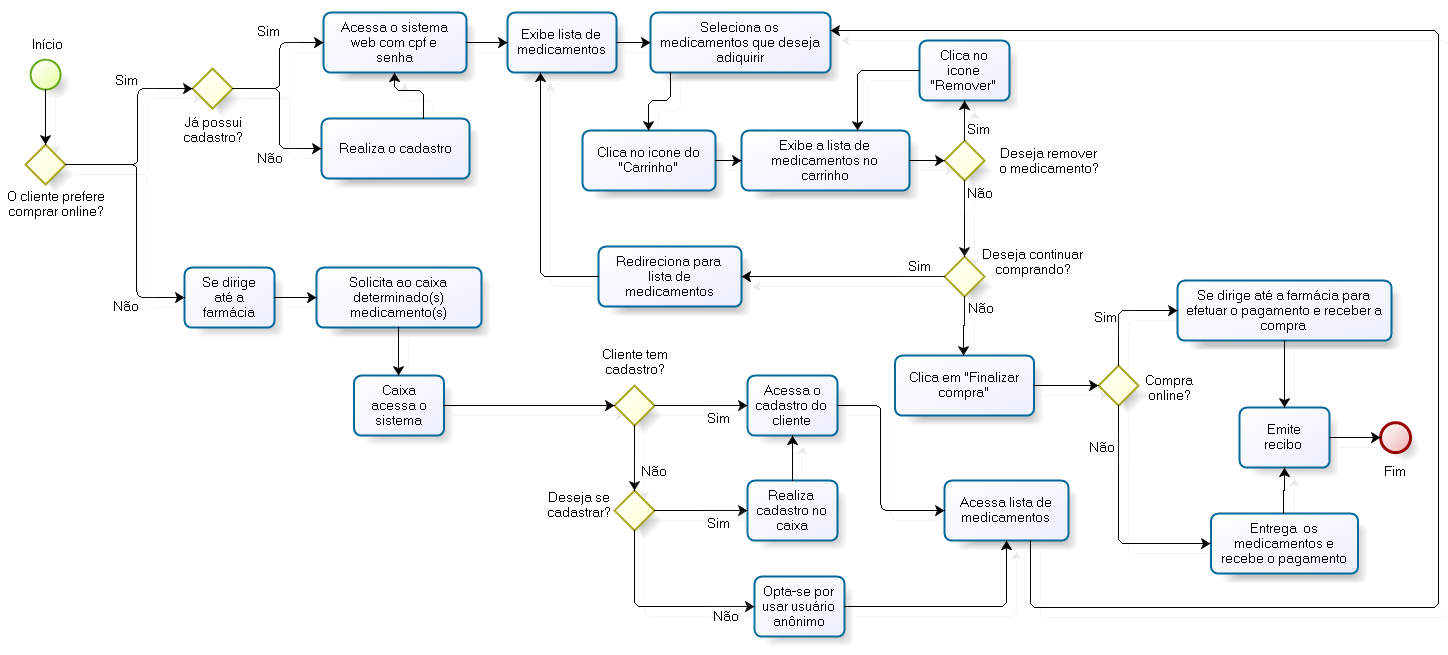 Início
O cliente prefere
comprar online?
Sim
Não
Já possui
cadastro?
Sim
Não
Acessa o sistema
web com cpf e
senha
Realiza o cadastro
Exibe lista de
medicamentos
Seleciona os
medicamentos que deseja
adiquirir
Clica no icone do
"Carrinho"
Exibe a lista de
medicamentos no
carrinho
Clica no
icone
"Remover"
Sim
Deseja remover
o medicamento?
Não
Deseja continuar
comprando?
Sim
Não
Redireciona para
lista de
medicamentos
Clica em "Finalizar
compra"
Se dirige
até a
farmácia
Solicita ao caixa
determinado(s)
medicamento(s)
Caixa
acessa o
sistema
Cliente tem
cadastro?
Sim
Não
Acessa o
cadastro do
cliente
Deseja se
cadastrar?
Sim
Não
Realiza
cadastro no
caixa
Opta-se por
usar usuário
anônimo
Acessa lista de
medicamentos
Compra
online?
Sim
Não
Se dirige até a farmácia para
efetuar o pagamento e receber a
compra
Entrega os
medicamentos e
recebe o pagamento
Emite
recibo
Fim